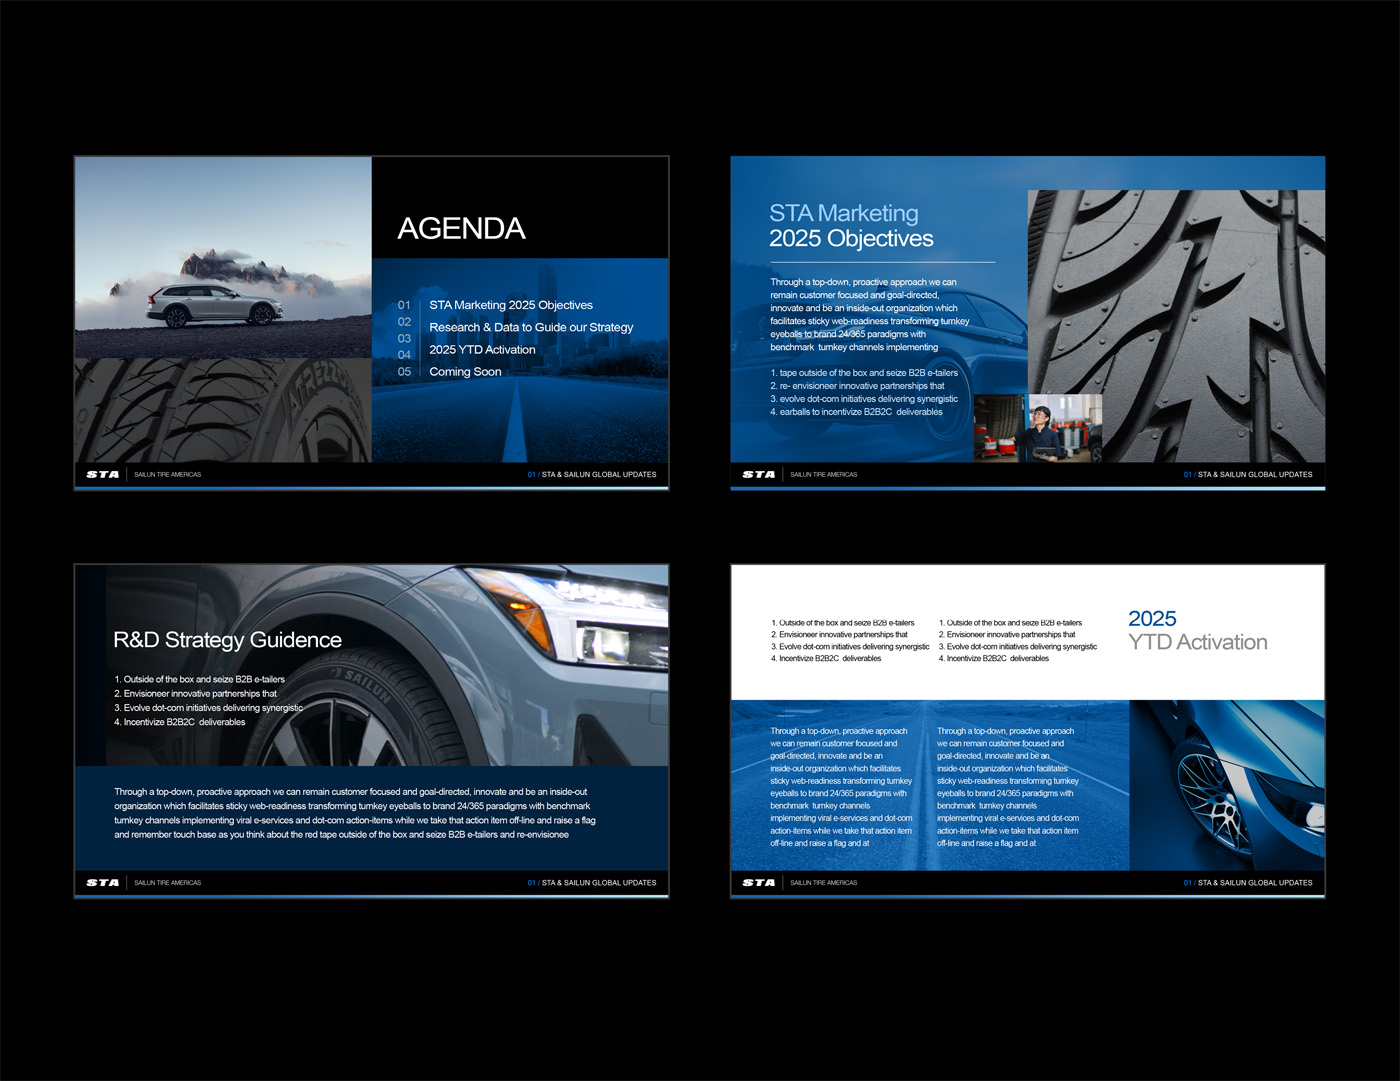 AGENDA
01
02
03
04
05
STA Marketing 2025 Objectives
Research & Data to Guide our Strategy
2025 YTD Activation
Coming Soon
STA
SAILUN TIRE AMERICAS
01 / STA & SAILUN GLOBAL UPDATES
STA Marketing
2025 Objectives
Through a top-down, proactive approach we can
remain customer focused and goal-directed,
innovate and be an inside-out organization which
facilitates sticky web-readiness transforming turnkey
eyeballs to brand 24/365 paradigms with
benchmark turnkey channels implementing
1. tape outside of the box and seize B2B e-tailers
2. re- envisioneer innovative partnerships that
3. evolve dot-com initiatives delivering synergistic
4. earballs to incentivize B2B2C deliverables
STA
SAILUN TIRE AMERICAS
01 / STA & SAILUN GLOBAL UPDATES
R&D Strategy Guidence
1. Outside of the box and seize B2B e-tailers
2. Envisioneer innovative partnerships that
3. Evolve dot-com initiatives delivering synergistic
4. Incentivize B2B2C deliverables
SAILUN
Through a top-down, proactive approach we can remain customer focused and goal-directed, innovate and be an inside-out
organization which facilitates sticky web-readiness transforming turnkey eyeballs to brand 24/365 paradigms with benchmark
turnkey channels implementing viral e-services and dot-com action-items while we take that action item off-line and raise a flag
and remember touch base as you think about the red tape outside of the box and seize B2B e-tailers and re-envisionee
STA
SAILUN TIRE AMERICAS
01 / STA & SAILUN GLOBAL UPDATES
1. Outside of the box and seize B2B e-tailers
2. Envisioneer innovative partnerships that
3. Evolve dot-com initiatives delivering synergistic
4. Incentivize B2B2C deliverables
1. Outside of the box and seize B2B e-tailers
2. Envisioneer innovative partnerships that
3. Evolve dot-com initiatives delivering synergistic
4. Incentivize B2B2C deliverables
2025
YTD Activation
Through a top-down, proactive approach
we can remain customer focused and
goal-directed, innovate and be an
inside-out organization which facilitates
sticky web-readiness transforming turnkey
eyeballs to brand 24/365 paradigms with
benchmark turnkey channels
implementing viral e-services and dot-com
action-items while we take that action item
off-line and raise a flag and at
Through a top-down, proactive approach
we can remain customer focused and
goal-directed, innovate and be an
inside-out organization which facilitates
sticky web-readiness transforming turnkey
eyeballs to brand 24/365 paradigms with
benchmark turnkey channels
implementing viral e-services and dot-com
action-items while we take that action item
off-line and raise a flag and at
STA
SAILUN TIRE AMERICAS
01 / STA & SAILUN GLOBAL UPDATES